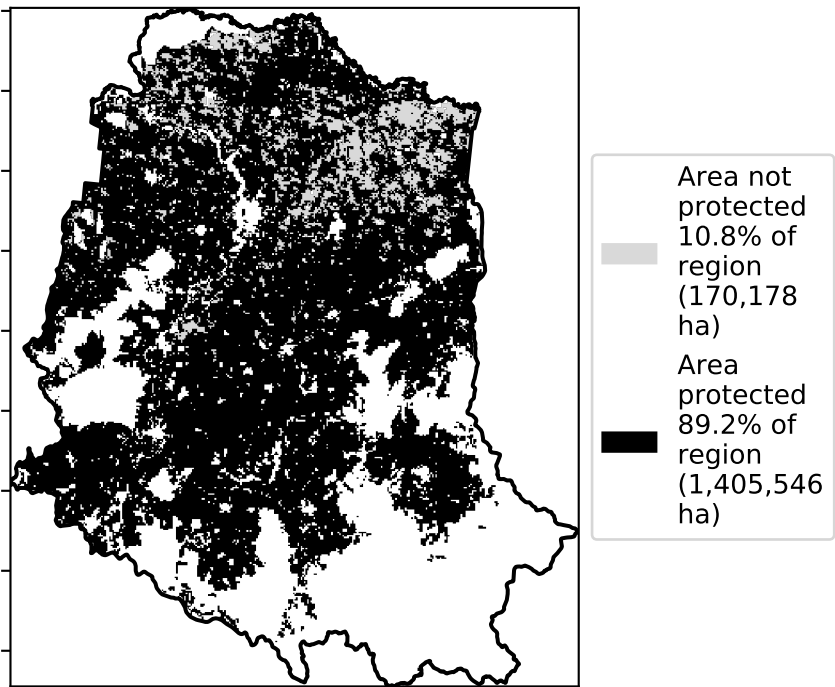 Area not
protected
10.8% of
region
(170,178
ha)
Area
protected
89.2% of
region
(1,405,546
ha)